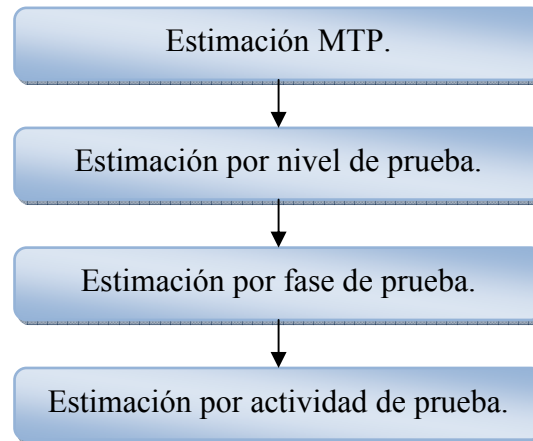 Estimación MTP.
Estimación por nivel de prueba.
Estimación por fase de prueba.
Estimación por actividad de prueba.